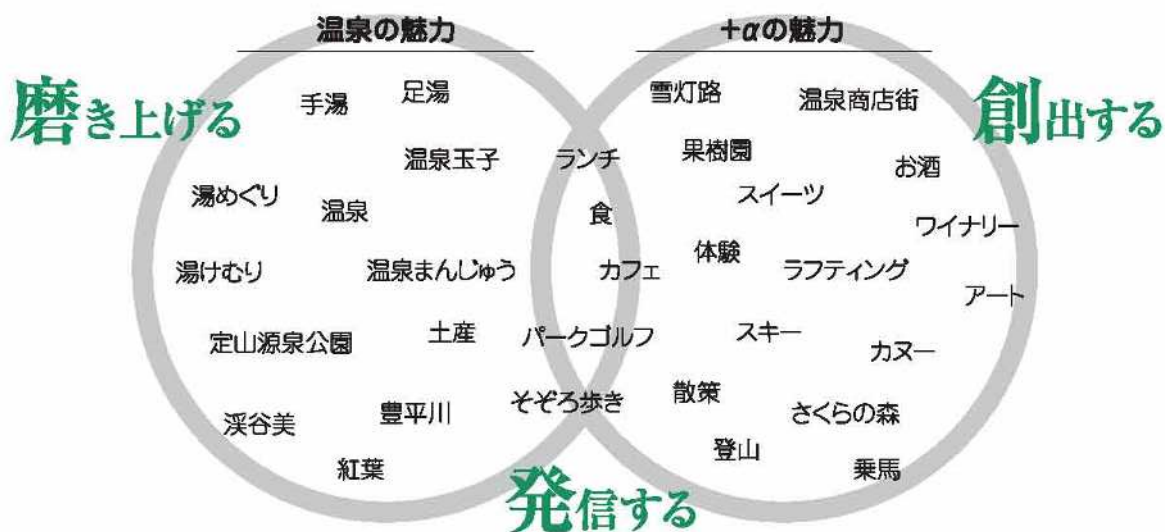 温泉の魅力
+αの魅力
磨き上げる
創出する
発信する
手湯
足湯
温泉玉子
湯めぐり
温泉
湯けむり
温泉まんじゅう
定山源泉公園
土産
渓谷美
豊平川
紅葉
ランチ
食
カフェ
パークゴルフ
そぞろ歩き
雪灯路
温泉商店街
果樹園
お酒
スイーツ
ワイナリー
体験
ラフティング
アート
スキー
カヌー
散策
さくらの森
登山
乗馬